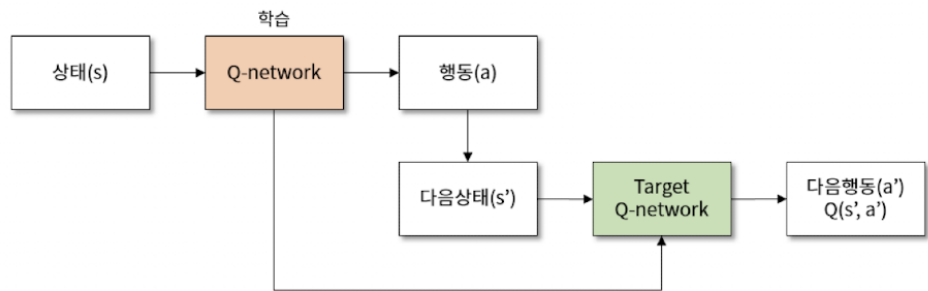 학습
상태(s)
Q-network
행동(a)
다음상태(s’)
Target
Q-network
다음행동(a’)
Q(s’, a’)